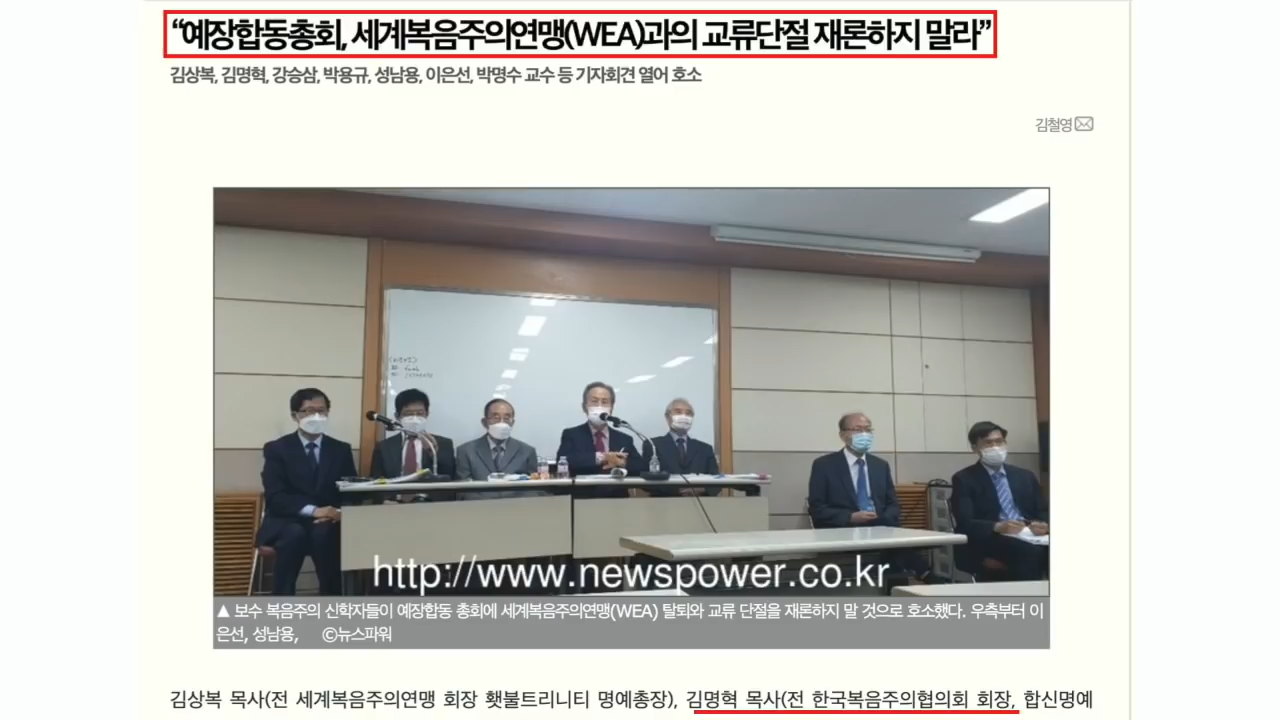 “예장합동총회, 세계복음주의연맹(WEA)과의 교류단절 재론하지 말라”
김상복, 김명혁, 강승삼, 박용규, 성남용, 이은선, 박명수 교수 등 기자회견 열어 호소
김철영
http://www.newspower.co.kr
▲ 보수 복음주의 신학자들이 예장합동 총회에 세계복음주의연맹(WEA) 탈퇴와 교류 단절을 재론하지 말 것으로 호소했다. 우측부터 이
은선, 성남용, ©뉴스파워
김상복 목사(전 세계복음주의연맹 회장 횃불트리니티 명예총장), 김명혁 목사(전 한국복음주의협의회 회장, 합신명예